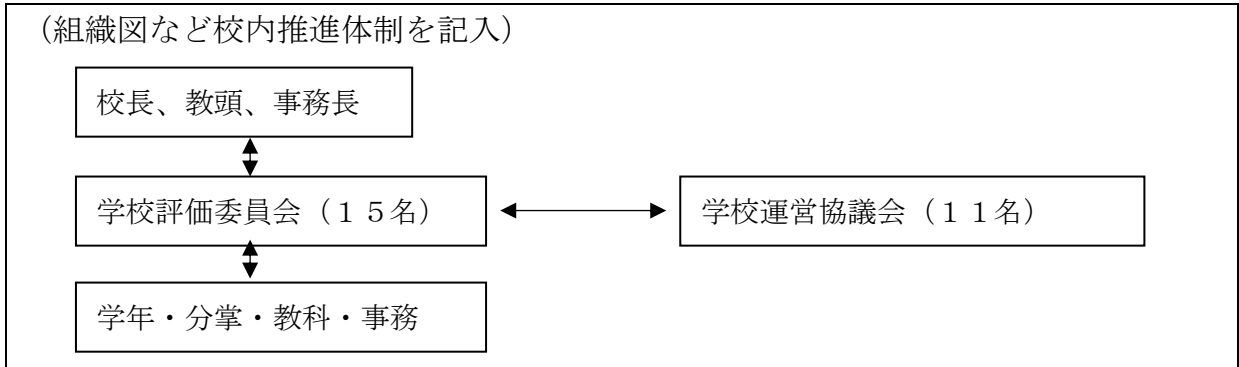 (組織図など校内推進体制を記入)
校長、教頭、事務長
学校評価委員会(15名)
学校運営協議会(11名)
学年・分掌・教科・事務